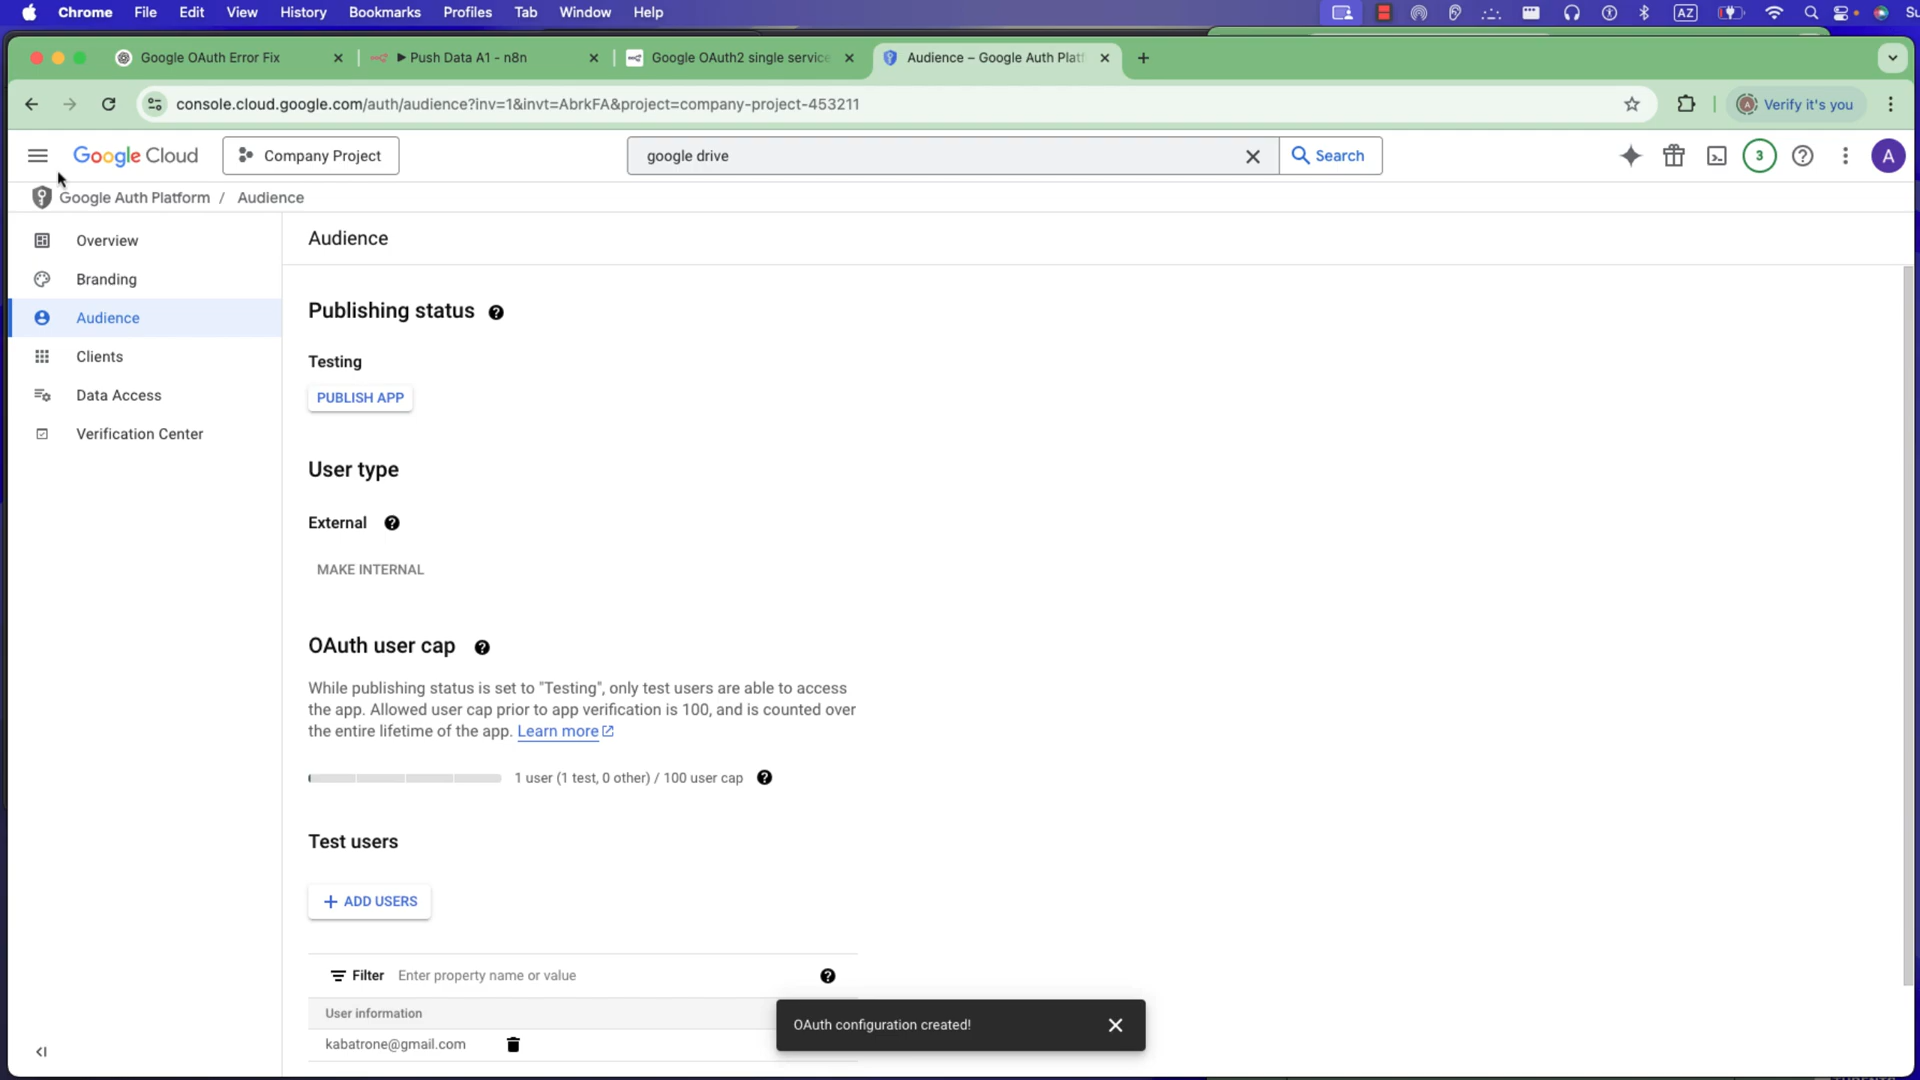 Chrome File Edit View History Bookmarks Profiles Tab Window Help AZ
Google OAuth Error Fix ▶ Push Data A1 - n8n Google OAuth2 single service Audience – Google Auth Platf
console.cloud.google.com/auth/audience?inv=1&invt=AbrkFA&project=company-project-453211 Verify it's you
Google Cloud Company Project google drive Search 3 A
Google Auth Platform / Audience
Overview
Branding
Audience
Clients
Data Access
Verification Center
Audience
Publishing status
Testing
PUBLISH APP
User type
External
MAKE INTERNAL
OAuth user cap
While publishing status is set to "Testing", only test users are able to access
the app. Allowed user cap prior to app verification is 100, and is counted over
the entire lifetime of the app. Learn more
1 user (1 test, 0 other) / 100 user cap
Test users
+ ADD USERS
Filter Enter property name or value
User information
kabatrone@gmail.com
OAuth configuration created!